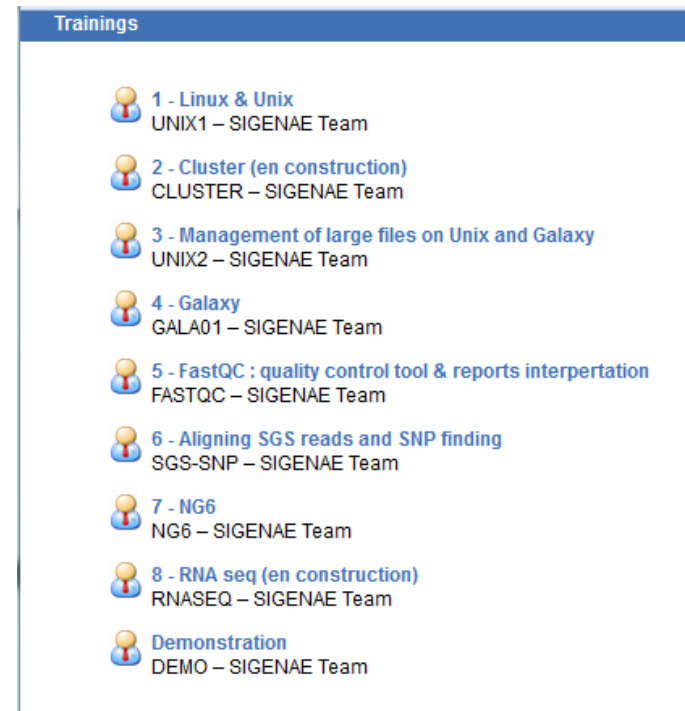 Trainings
1 - Linux & Unix
UNIX1 – SIGENAE Team
2 - Cluster (en construction)
CLUSTER – SIGENAE Team
3 - Management of large files on Unix and Galaxy
UNIX2 – SIGENAE Team
4 - Galaxy
GALA01 – SIGENAE Team
5 - FastQC : quality control tool & reports interpertation
FASTQC – SIGENAE Team
6 - Aligning SGS reads and SNP finding
SGS-SNP – SIGENAE Team
7 - NG6
NG6 – SIGENAE Team
8 - RNA seq (en construction)
RNASEQ – SIGENAE Team
Demonstration
DEMO – SIGENAE Team